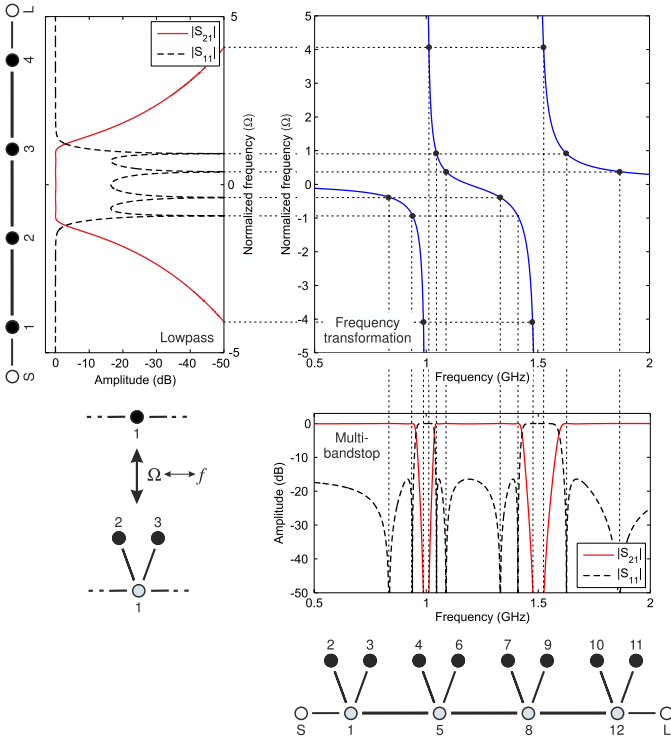 L
4
3
2
1
S
5
0
-5
|S21|
|S11|
Lowpass
0 -10 -20 -30 -40 -50
Amplitude (dB)
Normalized frequency (Ω)
Normalized frequency (Ω)
5
4
3
2
1
0
-1
-2
-3
-4
-5
Frequency
transformation
0.5 1 1.5 2
Frequency (GHz)
1
Ω f
2 3
1
Amplitude (dB)
0
-10
-20
-30
-40
-50
Multi-
bandstop
|S21|
|S11|
0.5 1 1.5 2
Frequency (GHz)
2 3 4 6 7 9 10 11
S 1 5 8 12 L